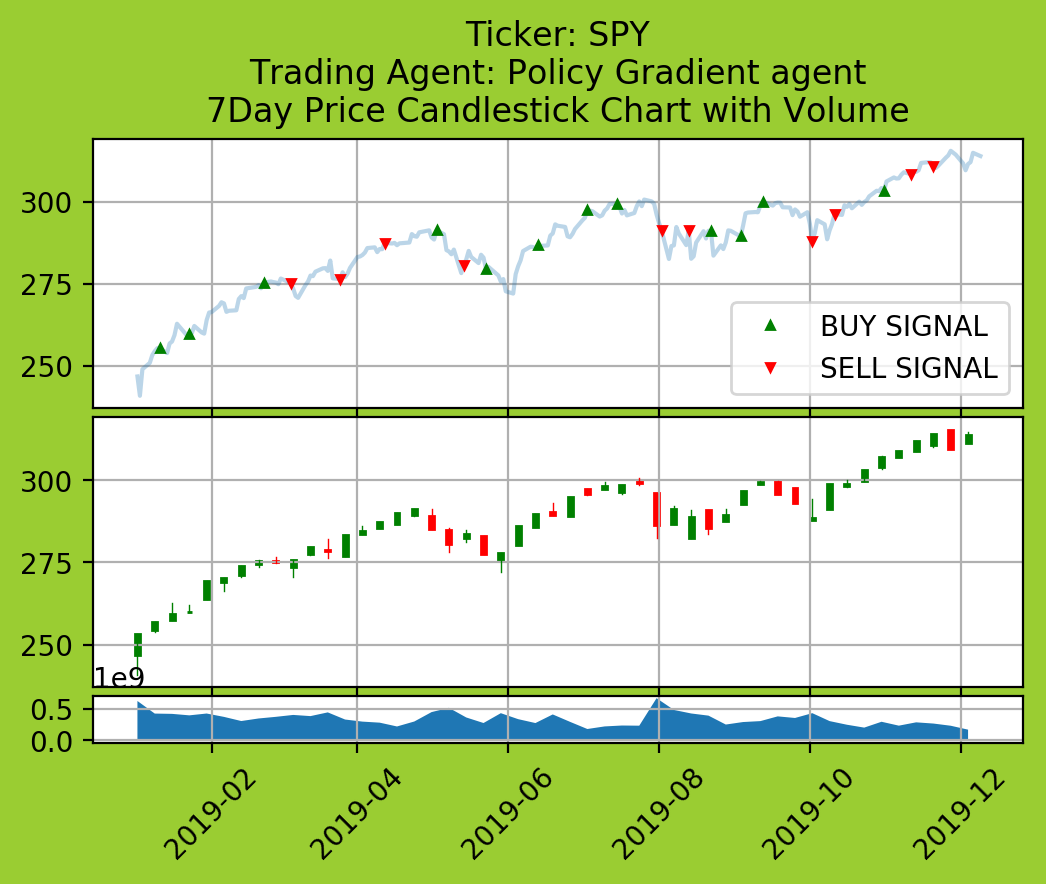 Ticker: SPY
Trading Agent: Policy Gradient agent
7Day Price Candlestick Chart with Volume
300
275
250
BUY SIGNAL
SELL SIGNAL
300
275
250
1e9
0.5
0.0
2019-02
2019-04
2019-06
2019-08
2019-10
2019-12